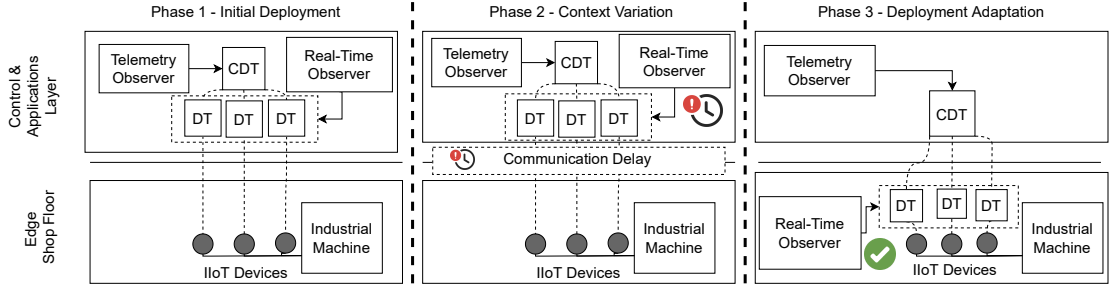 Phase 1 - Initial Deployment
Phase 2 - Context Variation
Phase 3 - Deployment Adaptation
Control &
Applications
Layer
Telemetry
Observer
CDT
Real-Time
Observer
DT
DT
DT
Telemetry
Observer
CDT
Real-Time
Observer
!
DT
DT
DT
Telemetry
Observer
CDT
!
Communication Delay
Edge
Shop Floor
Industrial
Machine
IIoT Devices
Industrial
Machine
IIoT Devices
Real-Time
Observer
DT
DT
DT
Industrial
Machine
IIoT Devices